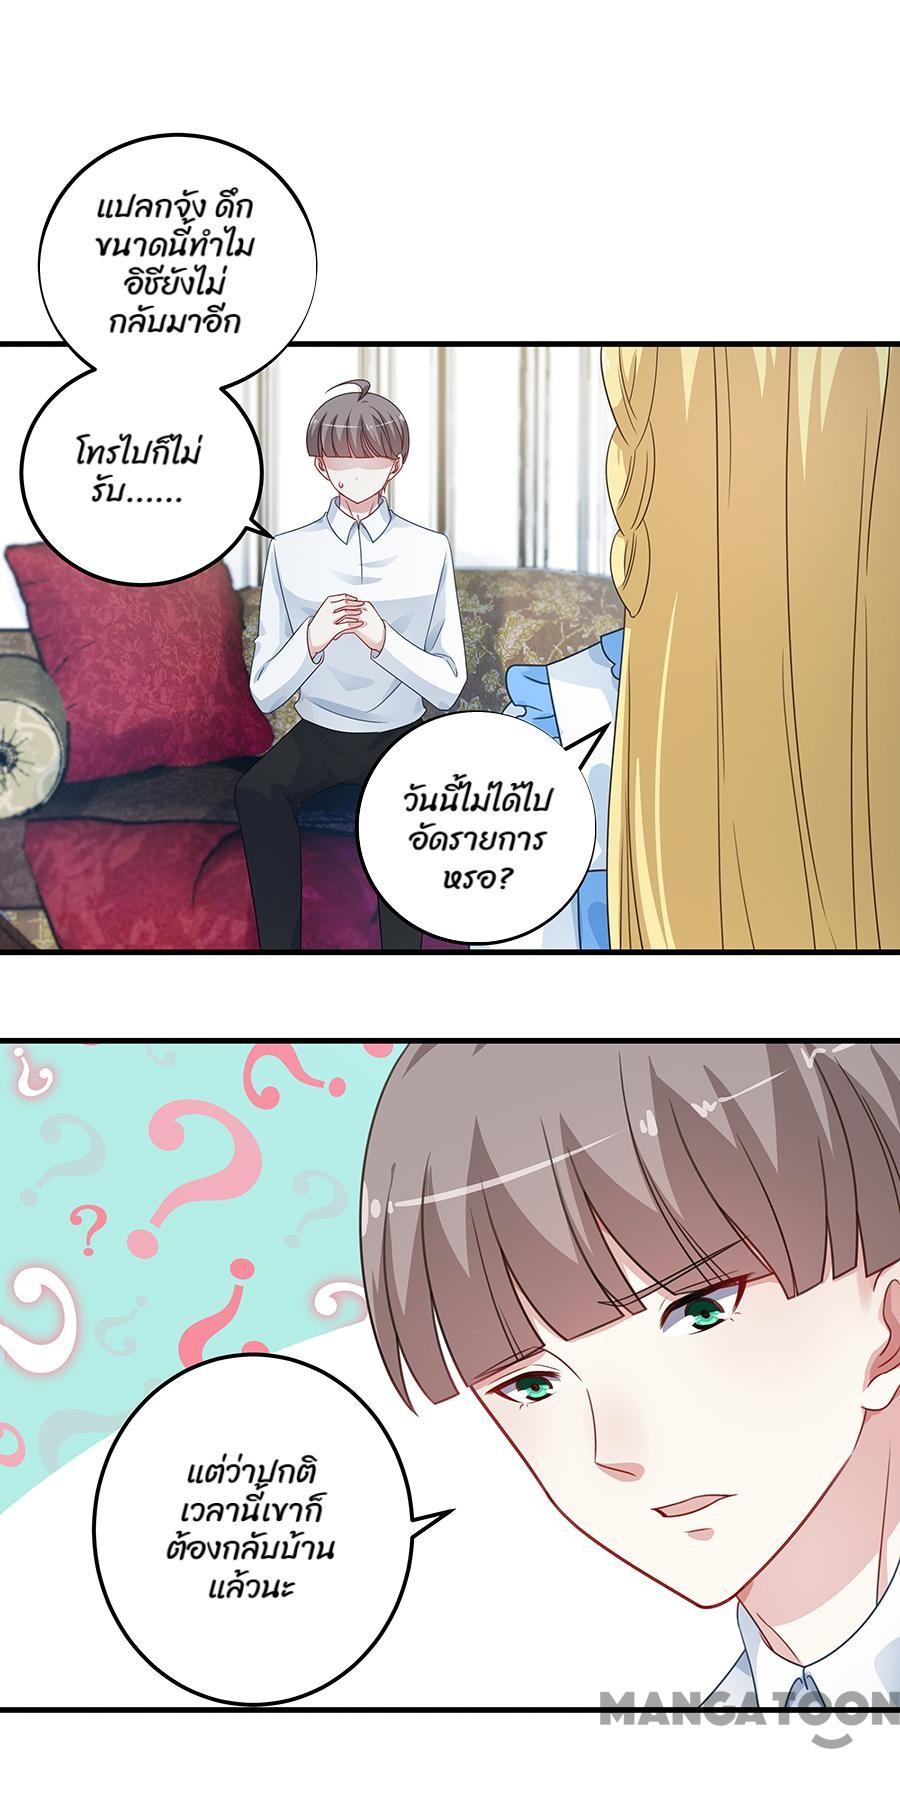 แปลกจัง ดึก
ขนาดนี้ทำไม
อิชียังไม่
กลับมาอีก
โทรไปก็ไม่
รับ......
วันนี้ไม่ได้ไป
อัดรายการ
หรอ?
แต่ว่าปกติ
เวลานี้เขาก็
ต้องกลับบ้าน
แล้วนะ
MANGATOON